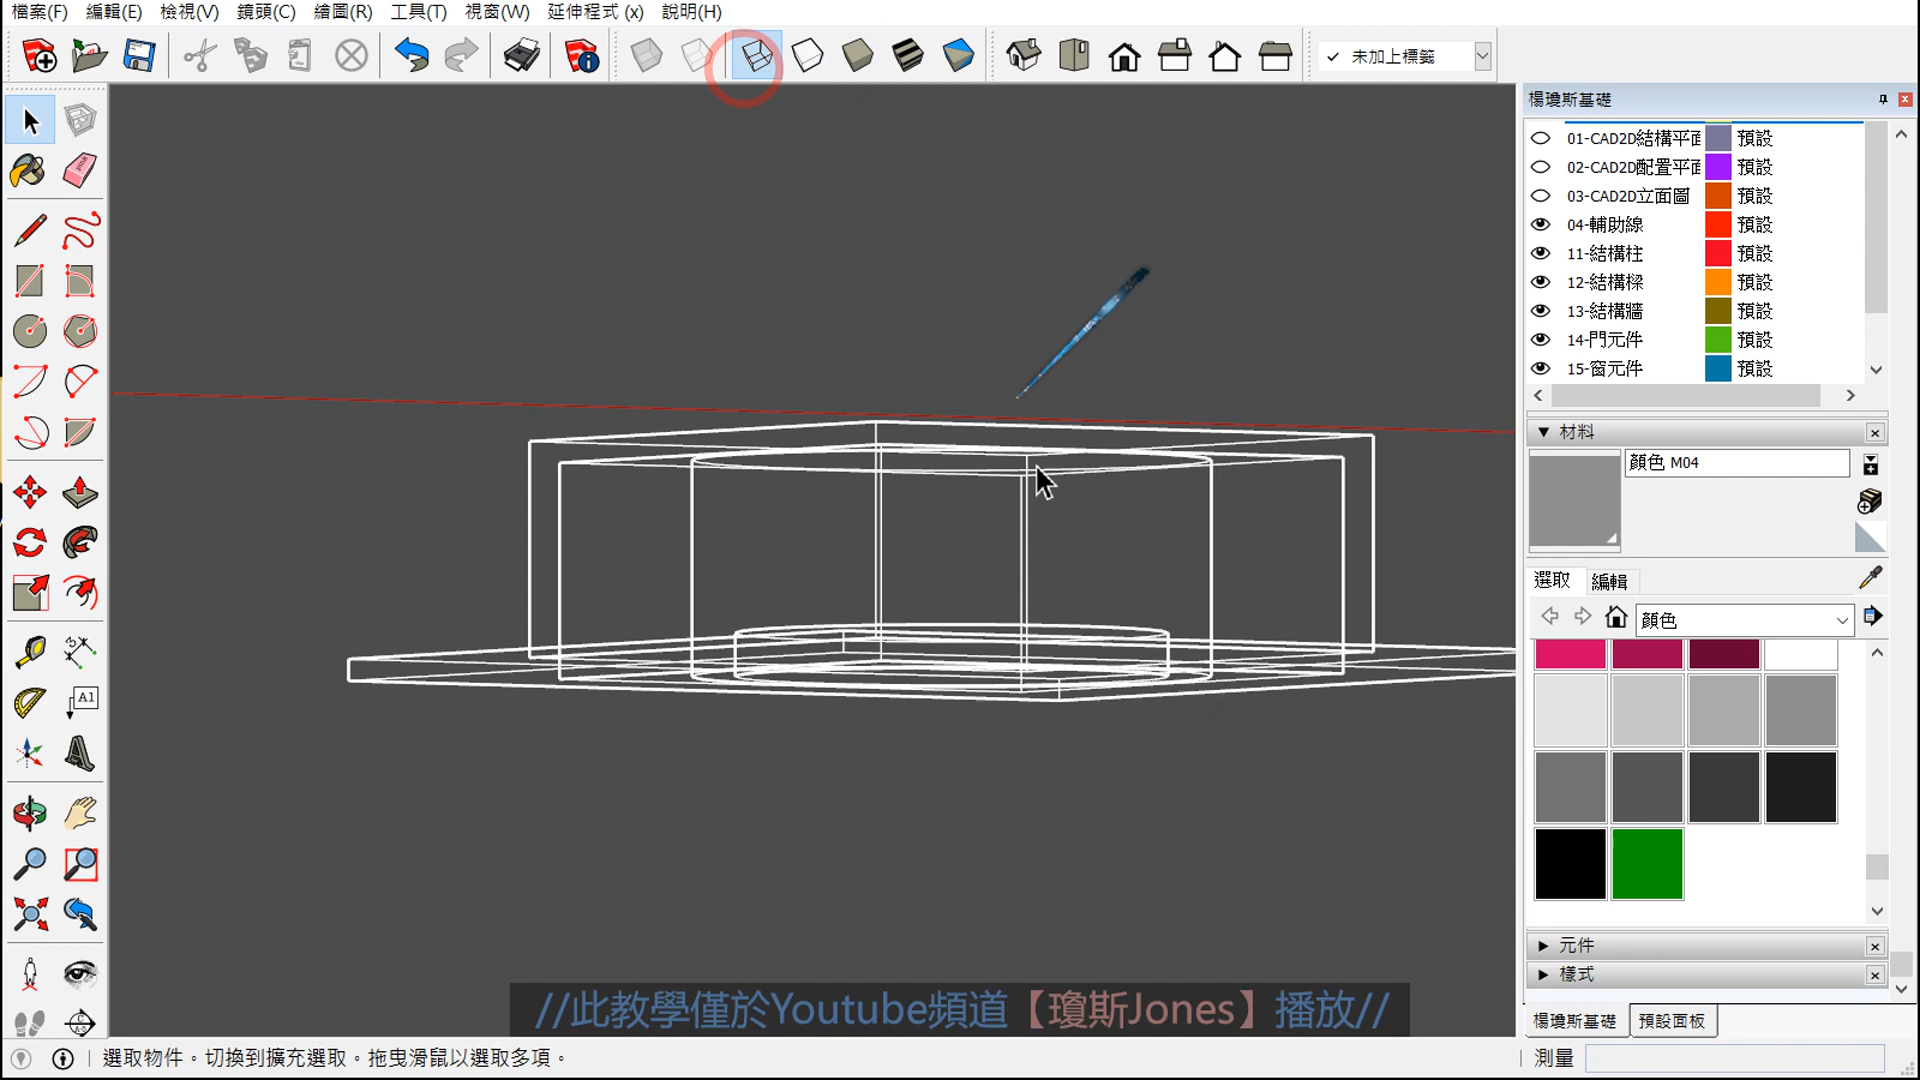 檔案(F) 編輯(E) 檢視(V) 鏡頭(C) 繪圖(R) 工具(T) 視窗(W) 延伸程式 (x) 說明(H)
✓ 未加上標籤
楊瓊斯基礎
01-CAD2D結構平面 預設
02-CAD2D配置平面 預設
03-CAD2D立面圖 預設
04-輔助線 預設
11-結構柱 預設
12-結構樑 預設
13-結構牆 預設
14-門元件 預設
15-窗元件 預設
▼ 材料
顏色 M04
選取 編輯
顏色
A1
▶ 元件
▶ 樣式
//此教學僅於Youtube頻道【瓊斯Jones】播放//
楊瓊斯基礎 預設面板
選取物件。切換到擴充選取。拖曳滑鼠以選取多項。
測量